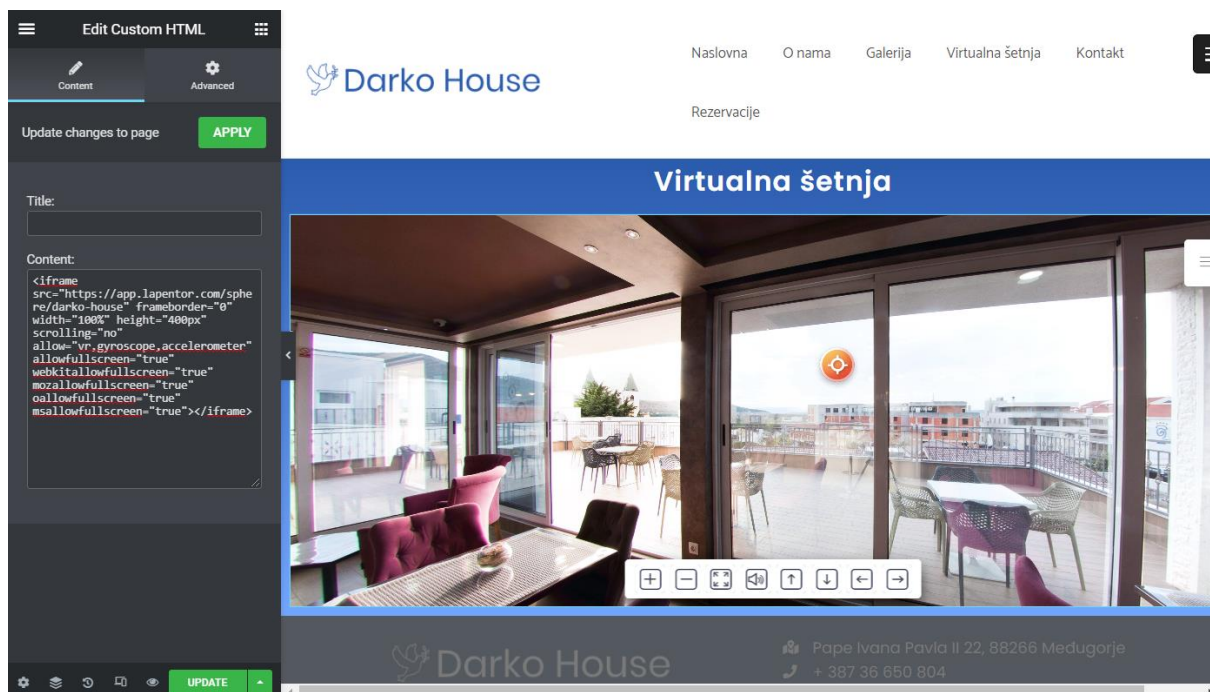 Edit Custom HTML
Content
Advanced
Update changes to page
APPLY
Title:
Content:
<iframe
src="https://app.lapentor.com/sphe
re/darko-house" frameborder="0"
width="100%" height="400px"
scrolling="no"
allow="vr,gyroscope,accelerometer"
allowfullscreen="true"
webkitallowfullscreen="true"
mozallowfullscreen="true"
oallowfullscreen="true"
msallowfullscreen="true"></iframe>
UPDATE
Darko House
Naslovna O nama Galerija Virtualna šetnja Kontakt
Rezervacije
Virtualna šetnja
Darko House
Pape Ivana Pavla II 22, 88266 Međugorje
+ 387 36 650 804